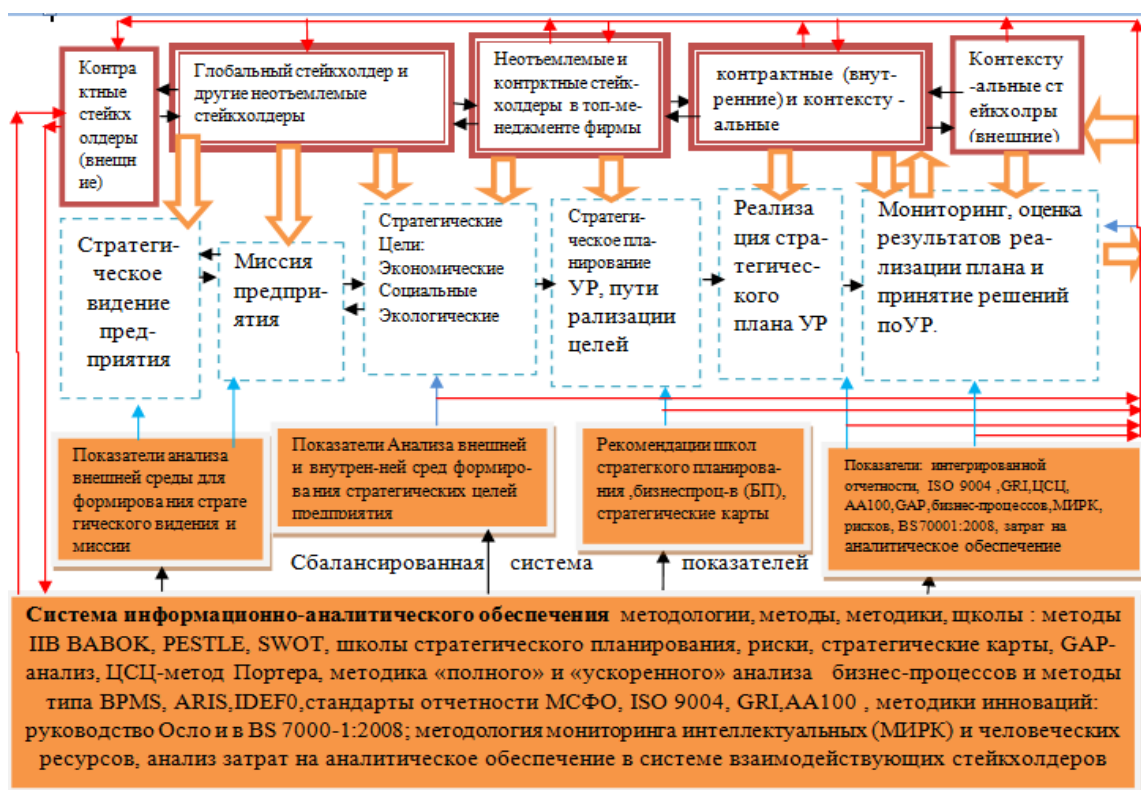 Контра
ктные
стейкх
олдеры
(внещн
ие)
Глобальный стейкхолдер и
другие неотъемлемые
стейкхолдеры
Неотъемлемые и
контрктные стейк-
холдеры в топ-ме-
неджменте фирмы
контрактные (внут-
ренние) и контексту -
альные
Контексту
-альные ст
ейкхолры
(внешние)
Стратеги-
ческое
видение
пред-
приятия
Миссия
предпри-
ятия
Стратегические
Цели:
Экономические
Социальные
Экологические
Стратеги-
ческое пла-
нирование
УР, пути
рализации
целей
Реализа
ция стра-
тегичес-
кого
плана УР
Мониторинг, оценка
результатов реа-
лизации плана и
принятие решений
поУР.
Показатели анализа
внешней среды для
формирования страте
гического видения и
миссии
Показатели Анализа внешней
и внутрен-ней сред формиро-
вания стратегических целей
предприятия
Рекомендации школ
стратегкого планирова-
ния ,бизнеспроц-в (БП),
стратегические карты
Показатели: интегрированной
отчетности, ISO 9004 ,GRI,ЦСЦ,
AA100,GAP,бизнес-процессов,МИРК,
рисков, BS70001:2008, затрат на
аналитическое обеспечение
Сбалансированная система показателей
Система информационно-аналитического обеспечения методологии, методы, методики, щколы : методы
IIB BABOK, PESTLE, SWOT, школы стратегического планирования, риски, стратегические карты, GAP-
анализ, ЦСЦ-метод Портера, методика «полного» и «ускоренного» анализа бизнес-процессов и методы
типа BPMS, ARIS,IDEF0,стандарты отчетности МСФО, ISO 9004, GRI,AA100 , методики инноваций:
руководство Осло и в BS 7000-1:2008; методология мониторинга интеллектуальных (МИРК) и человеческих
ресурсов, анализ затрат на аналитическое обеспечение в системе взаимодействующих стейкхолдеров